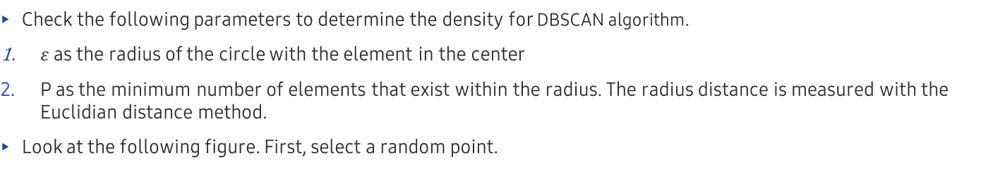 ▸ Check the following parameters to determine the density for DBSCAN algorithm.
1. ε as the radius of the circle with the element in the center
2. P as the minimum number of elements that exist within the radius. The radius distance is measured with the
Euclidian distance method.
▸ Look at the following figure. First, select a random point.